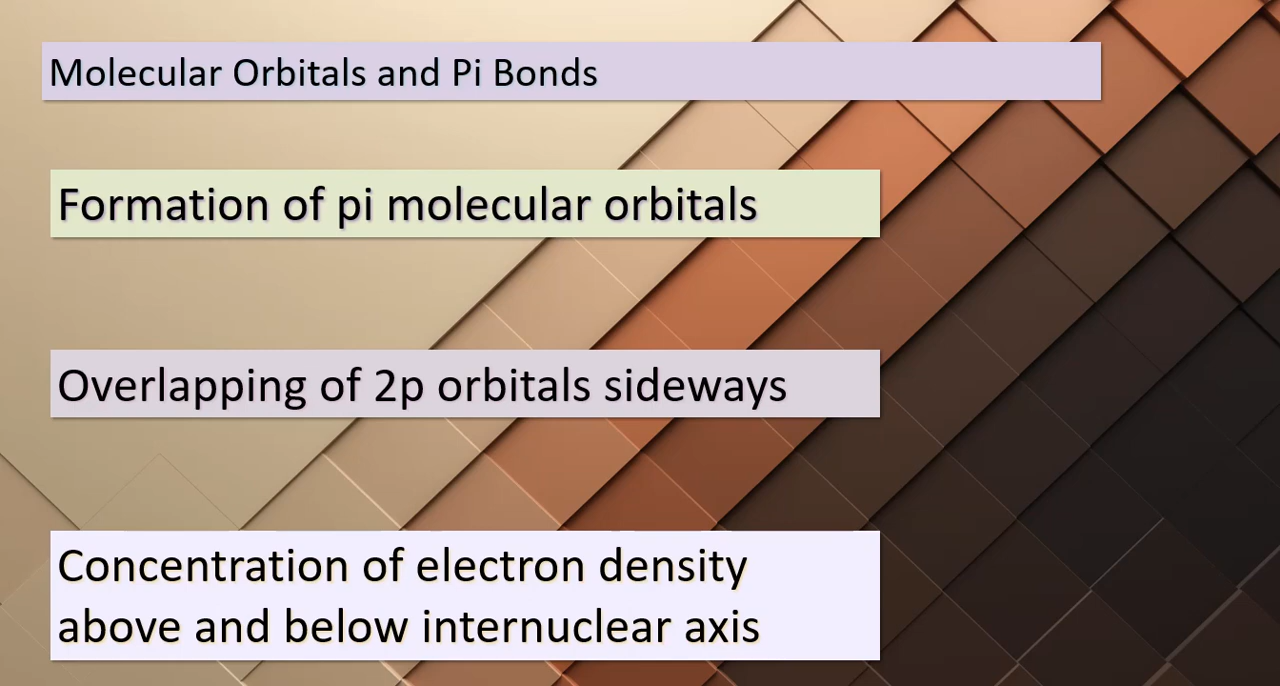 Molecular Orbitals and Pi Bonds
Formation of pi molecular orbitals
Overlapping of 2p orbitals sideways
Concentration of electron density
above and below internuclear axis